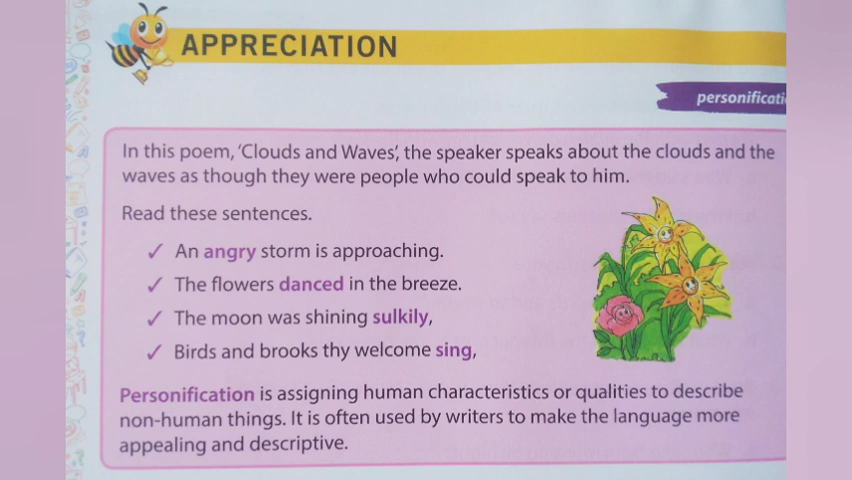 APPRECIATION
In this poem, ‘Clouds and Waves’, the speaker speaks about the clouds and the
waves as though they were people who could speak to him.
Read these sentences.
✓ An angry storm is approaching.
✓ The flowers danced in the breeze.
✓ The moon was shining sulkily,
✓ Birds and brooks thy welcome sing,
Personification is assigning human characteristics or qualities to describe
non-human things. It is often used by writers to make the language more
appealing and descriptive.